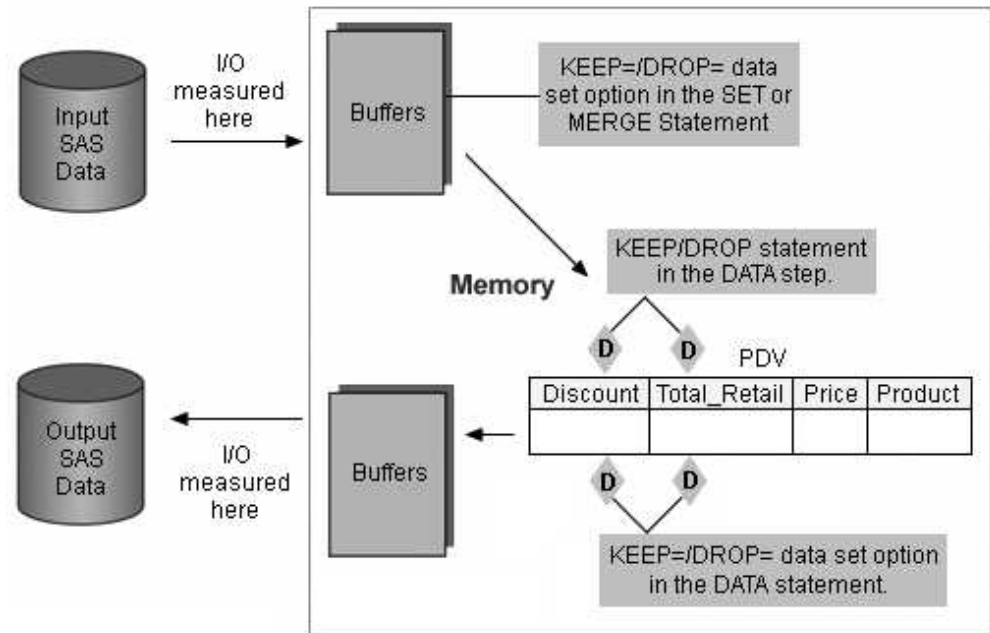 Input
SAS
Data
I/O
measured
here
Buffers
KEEP=/DROP= data
set option in the SET or
MERGE Statement
KEEP/DROP statement
in the DATA step.
Memory
D
D
PDV
Discount
Total_Retail
Price
Product
Output
SAS
Data
I/O
measured
here
Buffers
D
D
KEEP=/DROP= data set option
in the DATA statement.